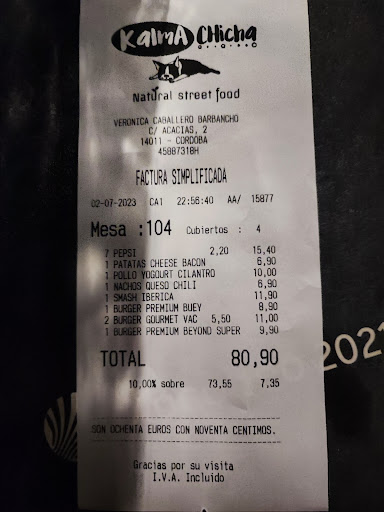 KalmA CHicha
Natural street food
VERONICA CABALLERO BARBANCHO
C/ ACACIAS, 2
14011 - CORDOBA
45887318H
FACTURA SIMPLIFICADA
02-07-2023 CA1 22:56:40 AA/ 15877
Mesa :104 Cubiertos : 4
7 PEPSI 2,20 15,40
1 PATATAS CHEESE BACON 6,90
1 POLLO YOGOURT CILANTRO 10,00
1 NACHOS QUESO CHILI 6,90
1 SMASH IBERICA 11,90
1 BURGER PREMIUM BUEY 8,90
2 BURGER GOURMET VAC 5,50 11,00
1 BURGER PREMIUM BEYOND SUPER 9,90
TOTAL 80,90
10,00% sobre 73,55 7,35
SON OCHENTA EUROS CON NOVENTA CENTIMOS.
Gracias por su visita
I.V.A. Incluido